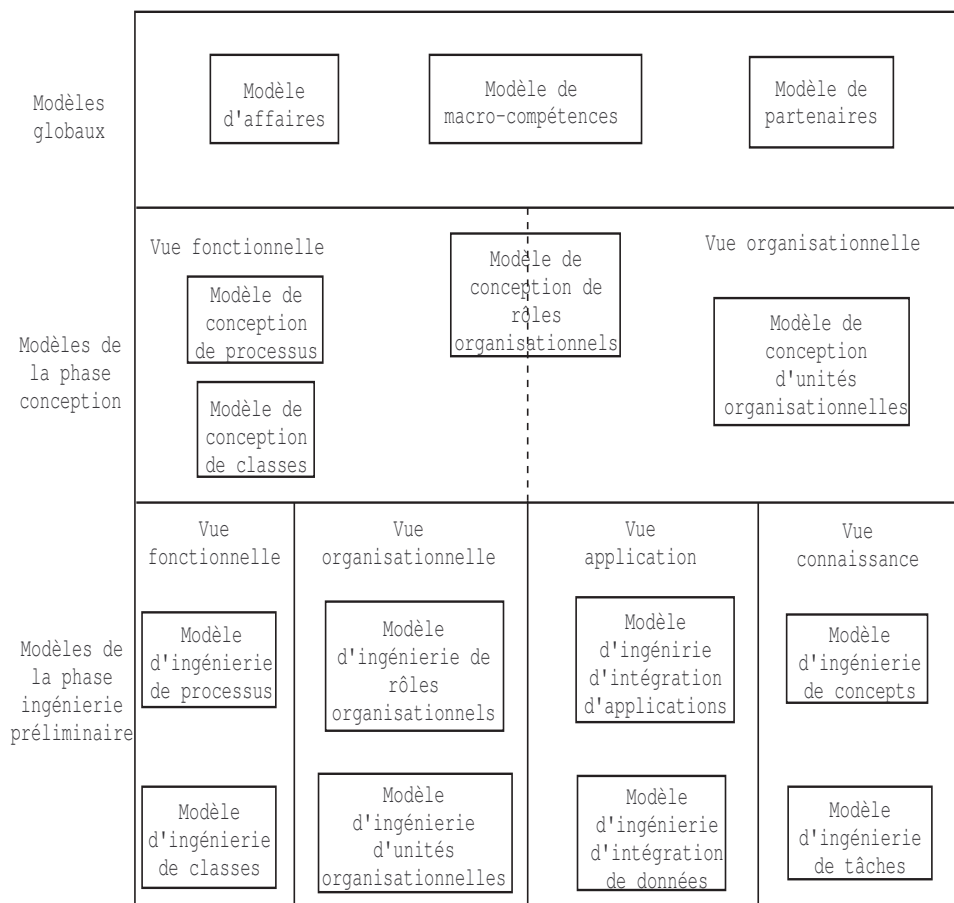 Modèles
globaux
Modèle
d'affaires
Modèle de
macro-compétences
Modèle de
partenaires
Modèles de
la phase
conception
Vue fonctionnelle
Modèle de
conception
de processus
Modèle de
conception
de classes
Modèle de
conception de
rôles
organisationnels
Vue organisationnelle
Modèle de
conception
d'unités
organisationnelles
Modèles de
la phase
ingénierie
préliminaire
Vue
fonctionnelle
Modèle
d'ingénierie
de processus
Modèle
d'ingénierie
de classes
Vue
organisationnelle
Modèle
d'ingénierie de
rôles
organisationnels
Modèle
d'ingénierie
d'unités
organisationnelles
Vue
application
Modèle
d'ingénirie
d'intégration
d'applications
Modèle
d'ingénierie
d'intégration
de données
Vue
connaissance
Modèle
d'ingénierie
de concepts
Modèle
d'ingénierie
de tâches